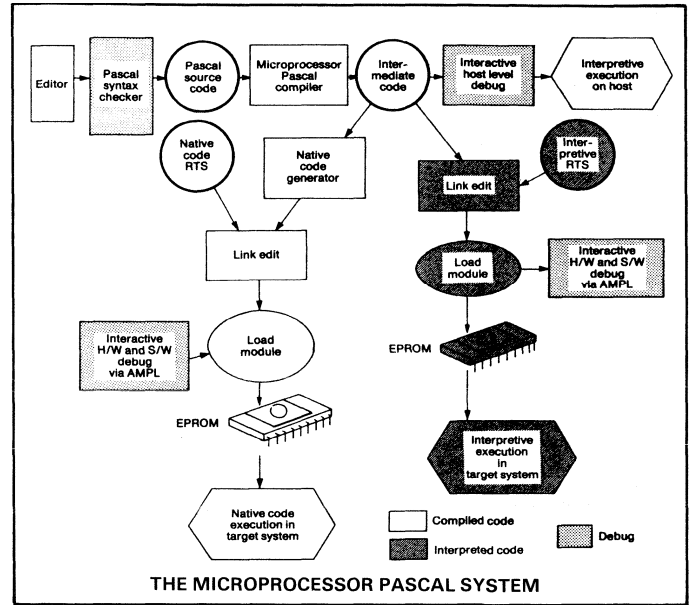 Editor
Pascal
syntax
checker
Pascal
source
code
Microprocessor
Pascal
compiler
Inter-
mediate
code
Interactive
host level
debug
Interpretive
execution
on host
Native
code
RTS
Native
code
generator
Link edit
Inter-
pretive
RTS
Link edit
Load
module
Interactive
H/W and S/W
debug
via AMPL
Interactive
H/W and S/W
debug
via AMPL
Load
module
EPROM
EPROM
Interpretive
execution
in
target system
Native code
execution in
target system
Compiled code
Interpreted code
Debug
THE MICROPROCESSOR PASCAL SYSTEM